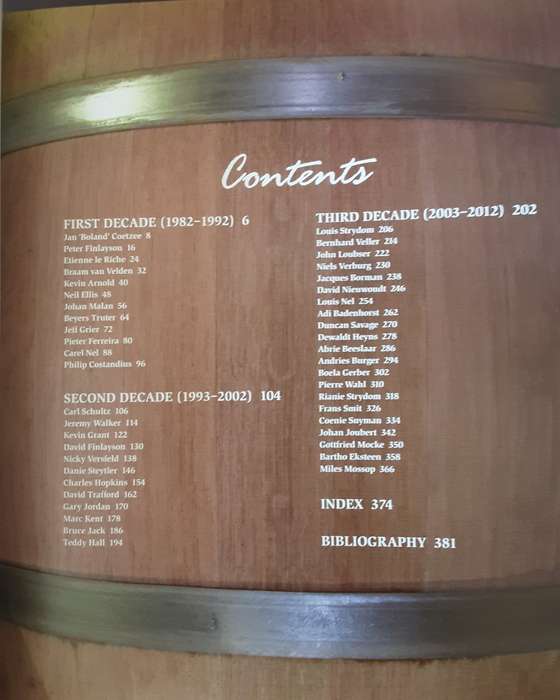 Contents
FIRST DECADE (1982-1992) 6
Jan 'Boland' Coetzee 8
Peter Finlayson 16
Etienne le Riche 24
Braam van Velden 32
Kevin Arnold 40
Neil Ellis 48
Johan Malan 56
Beyers Truter 64
Jeff Grier 72
Pieter Ferreira 80
Carel Nel 88
Philip Costandius 96
SECOND DECADE (1993-2002) 104
Carl Schultz 106
Jeremy Walker 114
Kevin Grant 122
David Finlayson 130
Nicky Versfeld 138
Danie Steytler 146
Charles Hopkins 154
David Trafford 162
Gary Jordan 170
Marc Kent 178
Bruce Jack 186
Teddy Hall 194
THIRD DECADE (2003-2012) 202
Louis Strydom 206
Bernhard Veller 214
John Loubser 222
Niels Verburg 230
Jacques Borman 238
David Nieuwoudt 246
Louis Nel 254
Adi Badenhorst 262
Duncan Savage 270
Dewaldt Heyns 278
Abrie Beeslaar 286
Andries Burger 294
Boela Gerber 302
Pierre Wahl 310
Rianie Strydom 318
Frans Smit 326
Coenie Snyman 334
Johan Joubert 342
Gottfried Mocke 350
Bartho Eksteen 358
Miles Mossop 366
INDEX 374
BIBLIOGRAPHY 381